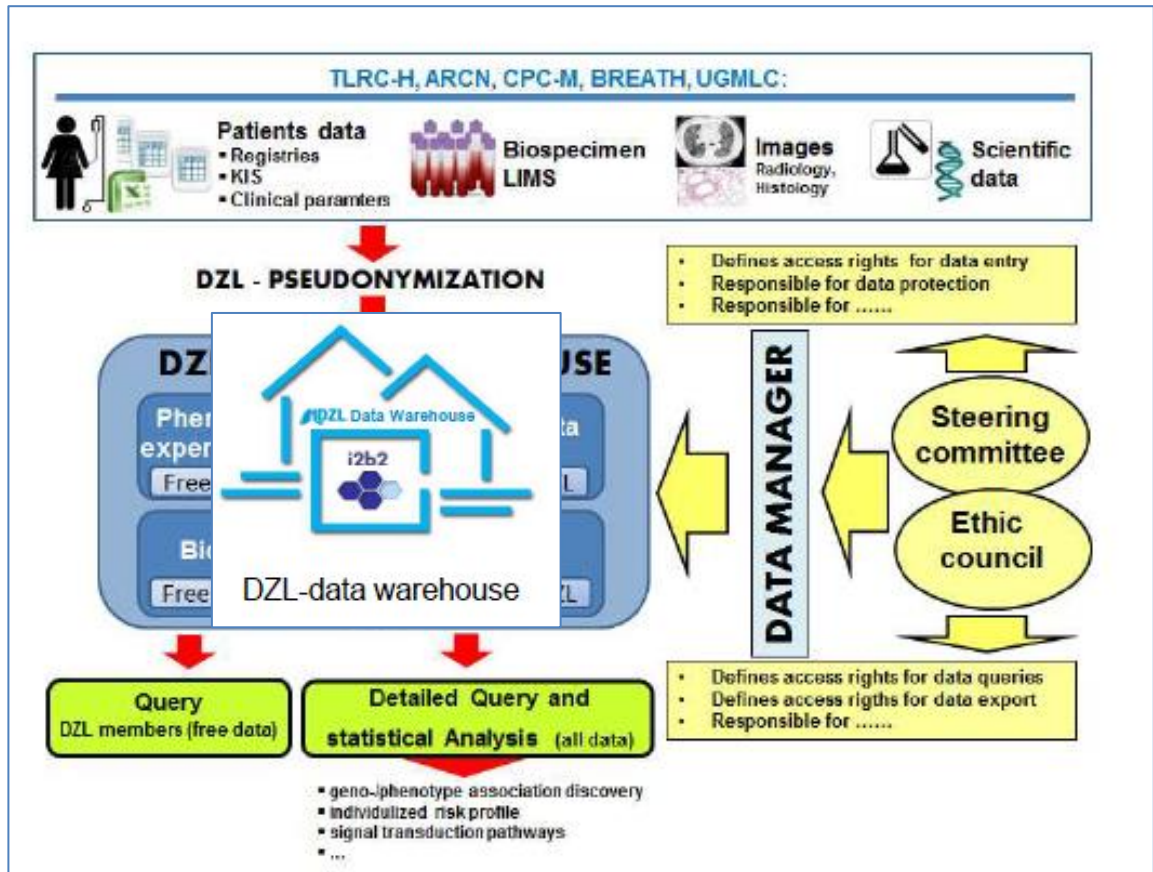 TLRC-H, ARCN, CPC-M, BREATH, UGMLC:
Patients data
▪ Registries
▪ KIS
▪ Clinical paramters
Biospecimen
LIMS
Images
Radiology,
Histology
Scientific
data
DZL - PSEUDONYMIZATION
• Defines access rights for data entry
• Responsible for data protection
• Responsible for ......
DZL
USE
Phen
exper
ta
Free
L
Bio
Free
ZL
DZL Data Warehouse
i2b2
DZL-data warehouse
DATA MANAGER
Steering
committee
Ethic
council
• Defines access rights for data queries
• Defines access rigths for data export
• Responsible for ......
Query
DZL members (free data)
Detailed Query and
statistical Analysis (all data)
▪ geno-/phenotype association discovery
▪ individulized risk profile
▪ signal transduction pathways
▪ ...